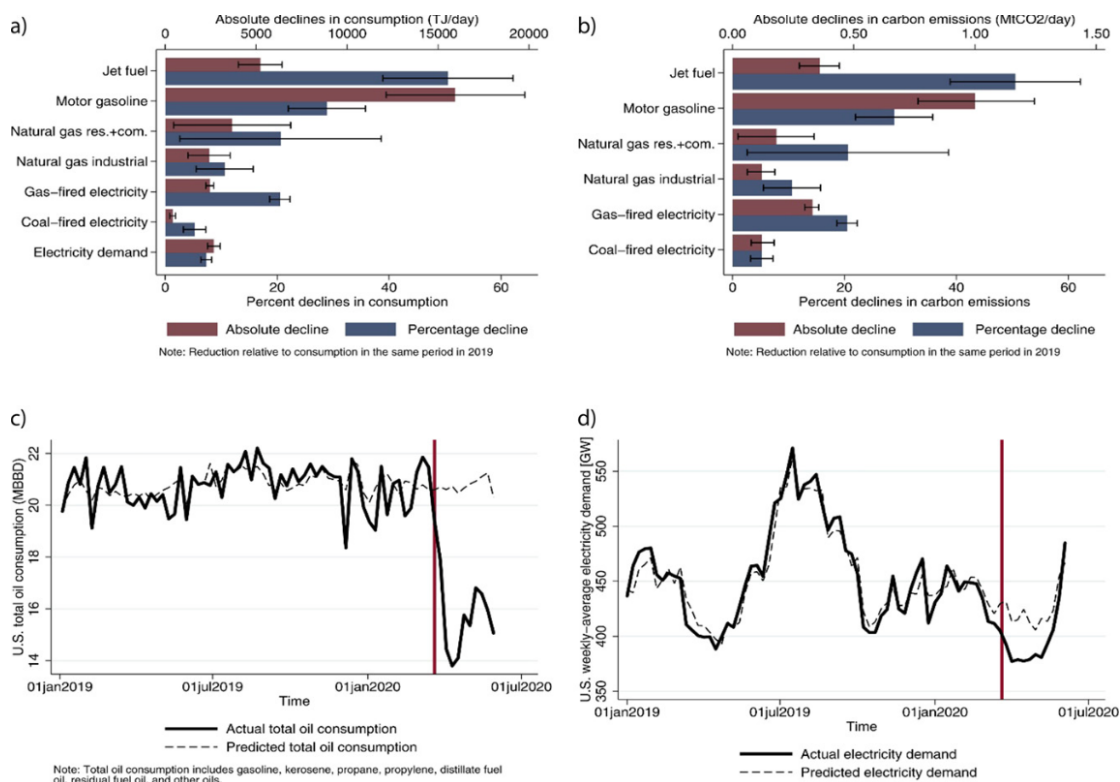 a)
Absolute declines in consumption (TJ/day)
0 5000 10000 15000 20000
Jet fuel
Motor gasoline
Natural gas res.+com.
Natural gas industrial
Gas-fired electricity
Coal-fired electricity
Electricity demand
0 20 40 60
Percent declines in consumption
Absolute decline Percentage decline
Note: Reduction relative to consumption in the same period in 2019
b)
Absolute declines in carbon emissions (MtCO2/day)
0.00 0.50 1.00 1.50
Jet fuel
Motor gasoline
Natural gas res.+com.
Natural gas industrial
Gas-fired electricity
Coal-fired electricity
0 20 40 60
Percent declines in carbon emissions
Absolute decline Percentage decline
Note: Reduction relative to consumption in the same period in 2019
c)
U.S. total oil consumption (MBBD)
22
20
18
16
14
01jan2019 01jul2019 01jan2020 01jul2020
Time
Actual total oil consumption
Predicted total oil consumption
Note: Total oil consumption includes gasoline, kerosene, propane, propylene, distillate fuel
oil, residual fuel oil, and other oils.
d)
U.S. weekly-average electricity demand [GW]
550
500
450
400
350
01jan2019 01jul2019 01jan2020 01jul2020
Time
Actual electricity demand
Predicted electricity demand